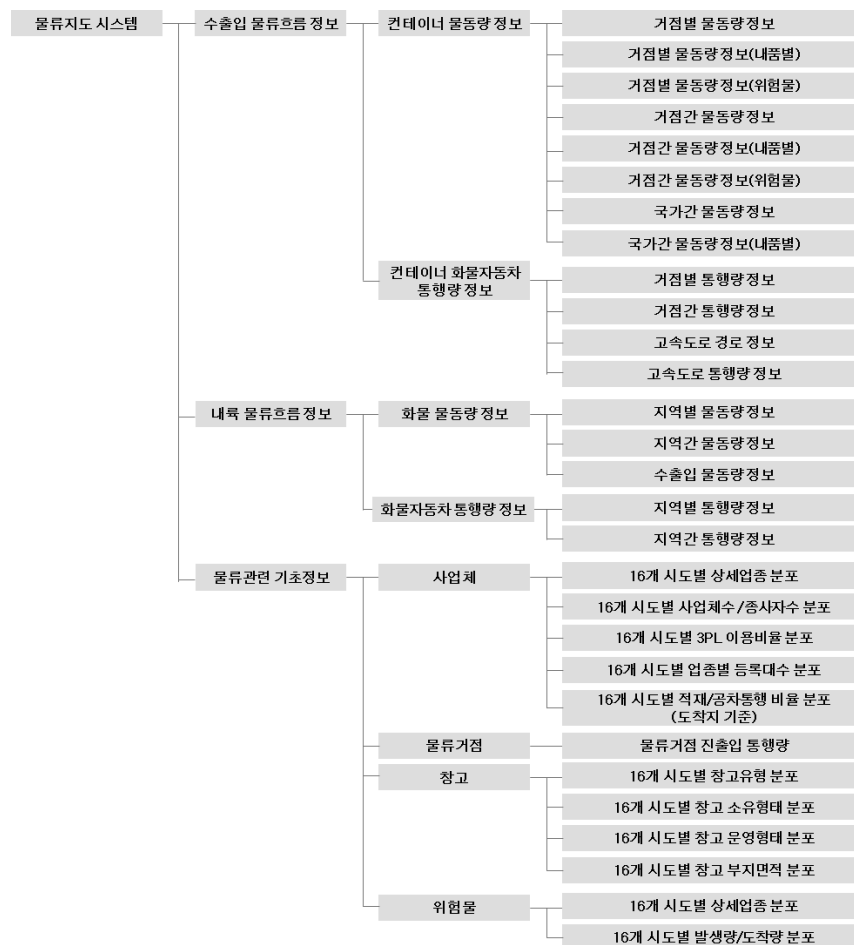 물류지도 시스템
수출입 물류흐름 정보
컨테이너 물동량 정보
거점별 물동량 정보
거점별 물동량 정보(내품별)
거점별 물동량 정보(위험물)
거점간 물동량 정보
거점간 물동량 정보(내품별)
거점간 물동량 정보(위험물)
국가간 물동량 정보
국가간 물동량 정보(내품별)
컨테이너 화물자동차
통행량 정보
거점별 통행량 정보
거점간 통행량 정보
고속도로 경로 정보
고속도로 통행량 정보
내륙 물류흐름 정보
화물 물동량 정보
지역별 물동량 정보
지역간 물동량 정보
수출입 물동량 정보
화물자동차 통행량 정보
지역별 통행량 정보
지역간 통행량 정보
물류관련 기초정보
사업체
16개 시도별 상세업종 분포
16개 시도별 사업체수/종사자수 분포
16개 시도별 3PL 이용비율 분포
16개 시도별 업종별 등록대수 분포
16개 시도별 적재/공차통행 비율 분포
(도착지 기준)
물류거점
물류거점 진출입 통행량
창고
16개 시도별 창고유형 분포
16개 시도별 창고 소유형태 분포
16개 시도별 창고 운영형태 분포
16개 시도별 창고 부지면적 분포
위험물
16개 시도별 상세업종 분포
16개 시도별 발생량/도착량 분포